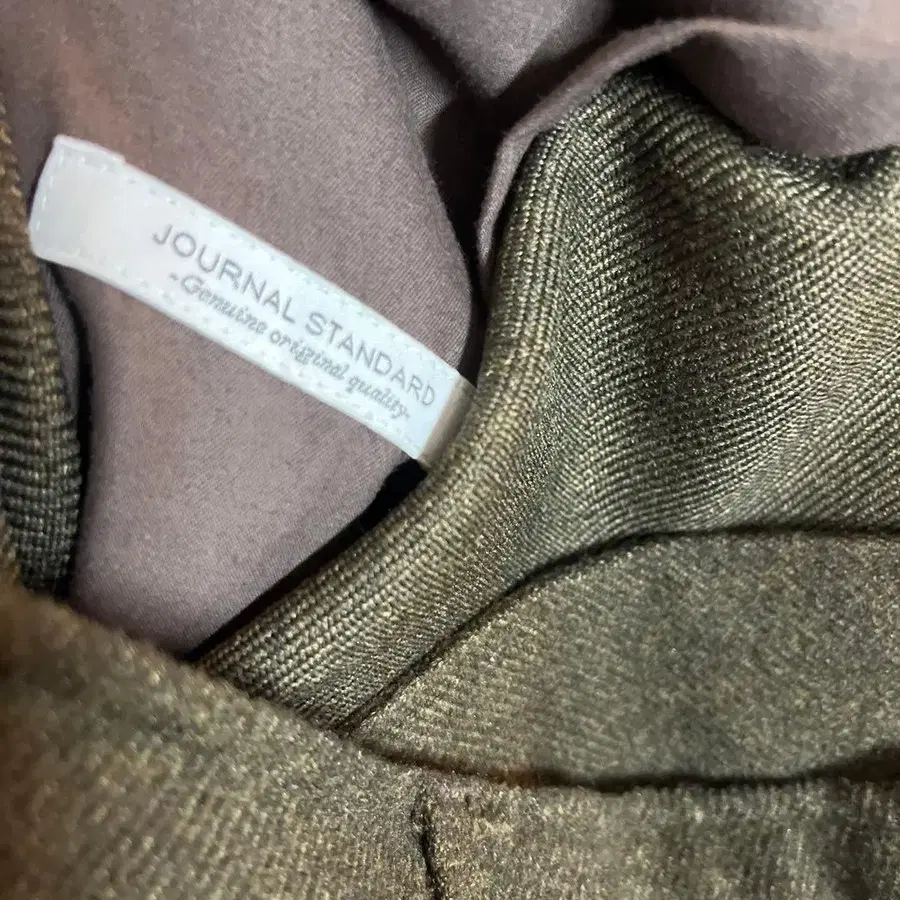 JOURNAL STANDARD
-Genuine original quality-